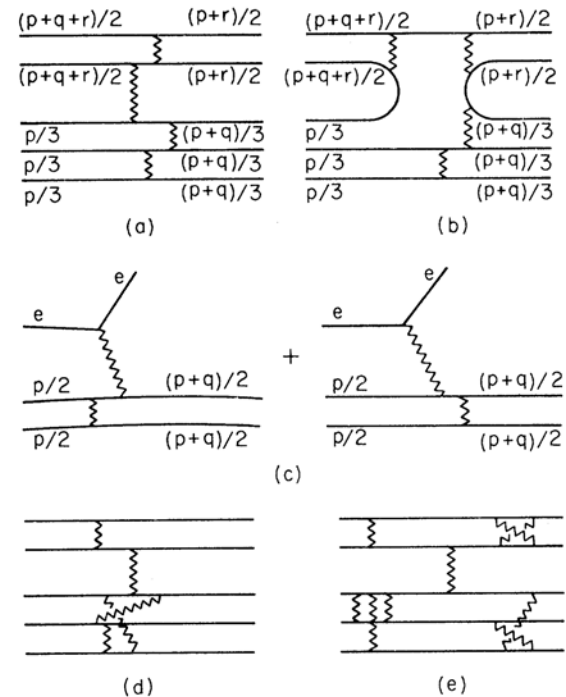 (p+q+r)/2 (p+r)/2
(p+q+r)/2 (p+r)/2
p/3 (p+q)/3
p/3 (p+q)/3
p/3 (p+q)/3
(a)
(p+q+r)/2 (p+r)/2
(p+q+r)/2 (p+r)/2
p/3 (p+q)/3
p/3 (p+q)/3
p/3 (p+q)/3
(b)
e
e
p/2 (p+q)/2
p/2 (p+q)/2
+
e
e
p/2 (p+q)/2
p/2 (p+q)/2
(c)
(d)
(e)